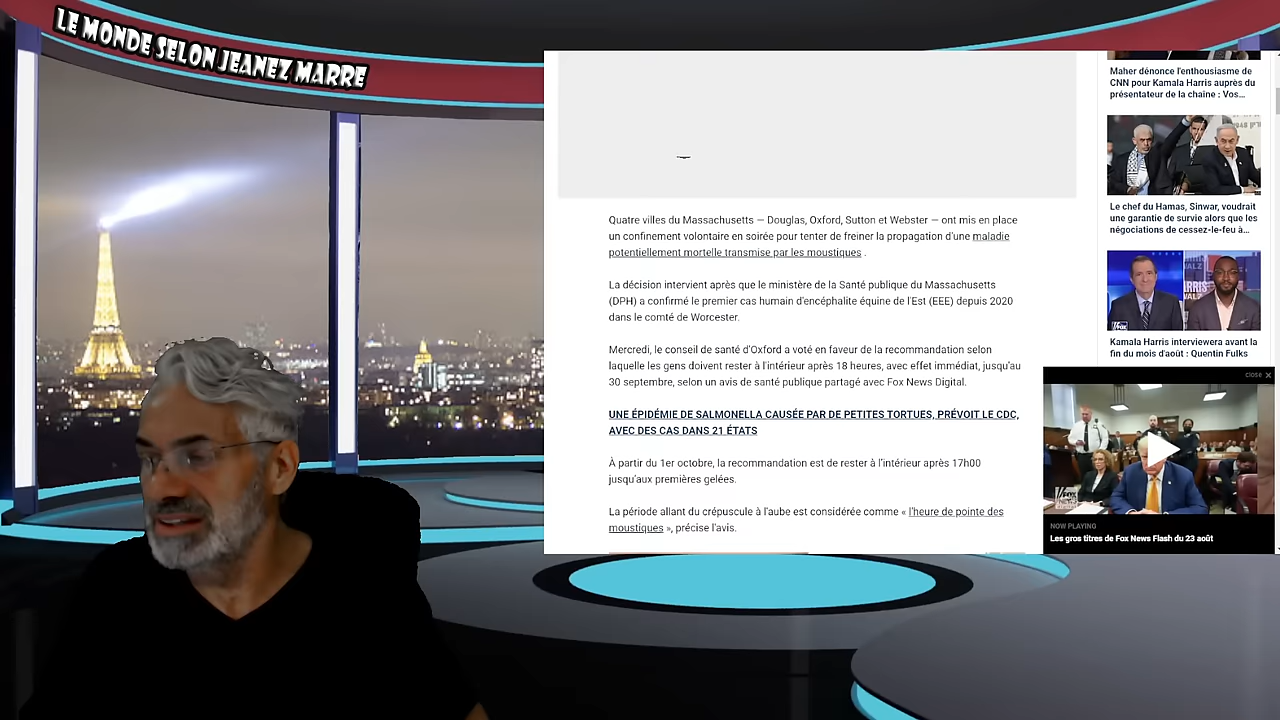 LE MONDE SELON JEANEZ MARRE
Quatre villes du Massachusetts — Douglas, Oxford, Sutton et Webster — ont mis en place
un confinement volontaire en soirée pour tenter de freiner la propagation d'une maladie
potentiellement mortelle transmise par les moustiques .
La décision intervient après que le ministère de la Santé publique du Massachusetts
(DPH) a confirmé le premier cas humain d'encéphalite équine de l'Est (EEE) depuis 2020
dans le comté de Worcester.
Mercredi, le conseil de santé d'Oxford a voté en faveur de la recommandation selon
laquelle les gens doivent rester à l'intérieur après 18 heures, avec effet immédiat, jusqu'au
30 septembre, selon un avis de santé publique partagé avec Fox News Digital.
UNE ÉPIDÉMIE DE SALMONELLA CAUSÉE PAR DE PETITES TORTUES, PRÉVOIT LE CDC,
AVEC DES CAS DANS 21 ÉTATS
À partir du 1er octobre, la recommandation est de rester à l'intérieur après 17h00
jusqu'aux premières gelées.
La période allant du crépuscule à l'aube est considérée comme « l'heure de pointe des
moustiques », précise l'avis.
Maher dénonce l'enthousiasme de
CNN pour Kamala Harris auprès du
présentateur de la chaîne : Vos...
Le chef du Hamas, Sinwar, voudrait
une garantie de survie alors que les
négociations de cessez-le-feu à...
Kamala Harris interviewera avant la
fin du mois d'août : Quentin Fulks
close ×
NOW PLAYING
Les gros titres de Fox News Flash du 23 août